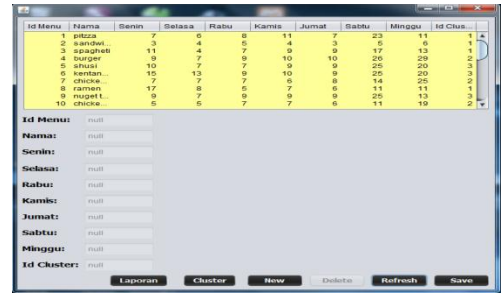 Id Menu Nama Senin Selasa Rabu Kamis Jumat Sabtu Minggu Id Clus...
1 pitzza 7 6 8 11 7 23 11 1
2 sandwi... 3 4 5 4 3 5 6 1
3 spagheti 11 4 7 9 9 17 13 1
4 burger 9 7 9 10 10 26 29 2
5 shusi 10 7 7 9 9 25 20 3
6 kentan... 15 13 9 10 9 25 20 3
7 chicke... 7 7 7 6 8 14 25 2
8 ramen 17 8 5 7 6 11 11 1
9 nuget t... 9 7 9 9 9 25 13 3
10 chicke... 5 5 7 7 6 11 19 2
Id Menu: null
Nama: null
Senin: null
Selasa: null
Rabu: null
Kamis: null
Jumat: null
Sabtu: null
Minggu: null
Id Cluster: null
Laporan Cluster New Delete Refresh Save